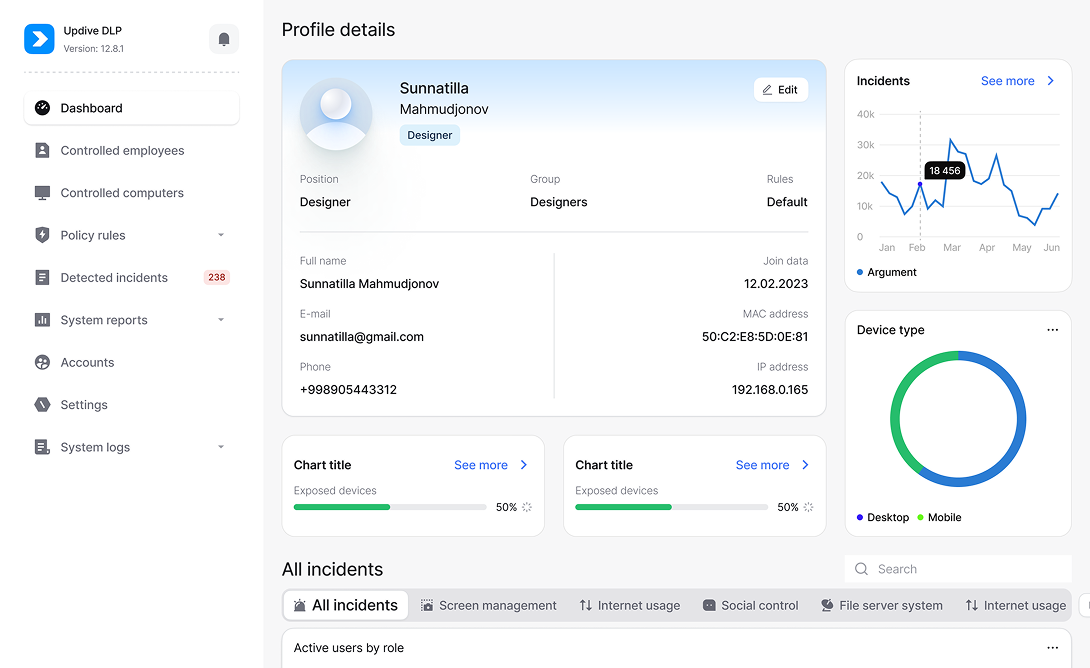 Updive DLP
Version: 12.8.1
Dashboard
Controlled employees
Controlled computers
Policy rules
Detected incidents 238
System reports
Accounts
Settings
System logs
Profile details
Sunnatilla
Mahmudjonov
Designer
Edit
Position Group Rules
Designer Designers Default
Full name Join data
Sunnatilla Mahmudjonov 12.02.2023
E-mail MAC address
sunnatilla@gmail.com 50:C2:E8:5D:0E:81
Phone IP address
+998905443312 192.168.0.165
Incidents See more
40k
30k
20k
10k
0
18 456
Jan Feb Mar Apr May Jun
Argument
Device type
Desktop Mobile
Chart title See more
Exposed devices
50%
Chart title See more
Exposed devices
50%
All incidents
Search
All incidents Screen management Internet usage Social control File server system Internet usage
Active users by role